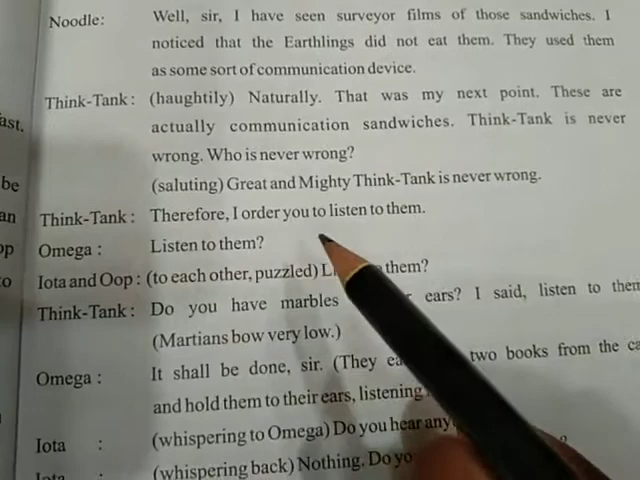 Noodle: Well, sir, I have seen surveyor films of those sandwiches. I
noticed that the Earthlings did not eat them. They used them
as some sort of communication device.
Think-Tank : (haughtily) Naturally. That was my next point. These are
actually communication sandwiches. Think-Tank is never
wrong. Who is never wrong?
(saluting) Great and Mighty Think-Tank is never wrong.
Think-Tank : Therefore, I order you to listen to them.
Omega : Listen to them?
Iota and Oop : (to each other, puzzled) them?
Think-Tank : Do you have marbles ears? I said, listen to them
(Martians bow very low.)
Omega : It shall be done, sir. (They two books from the
and hold them to their ears, listening
Iota : (whispering to Omega) Do you hear
(whispering back) Nothing. Do